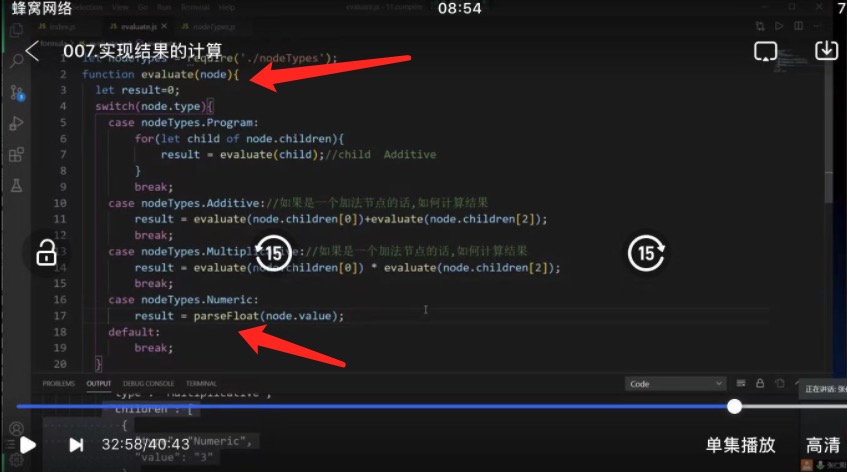 蜂窝网络
08:54
evaluate.js
007.实现结果的计算
1 let nodeTypes = require('./nodeTypes');
2 function evaluate(node){
3 let result=0;
4 switch(node.type){
5 case nodeTypes.Program:
6 for(let child of node.children){
7 result = evaluate(child);//child Additive
8 }
9 break;
10 case nodeTypes.Additive://如果是一个加法节点的话,如何计算结果
11 result = evaluate(node.children[0])+evaluate(node.children[2]);
12 break;
13 case nodeTypes.Multiplicative://如果是一个加法节点的话,如何计算结果
14 result = evaluate(node.children[0]) * evaluate(node.children[2]);
15 break;
16 case nodeTypes.Numeric:
17 result = parseFloat(node.value);
18 default:
19 break;
20 }
15
15
PROBLEMS OUTPUT DEBUG CONSOLE TERMINAL
Code
正在讲话:
"type": "Multiplicative",
"children": [
{
"Numeric",
"value": "3"
32:58/40:43
单集播放
高清